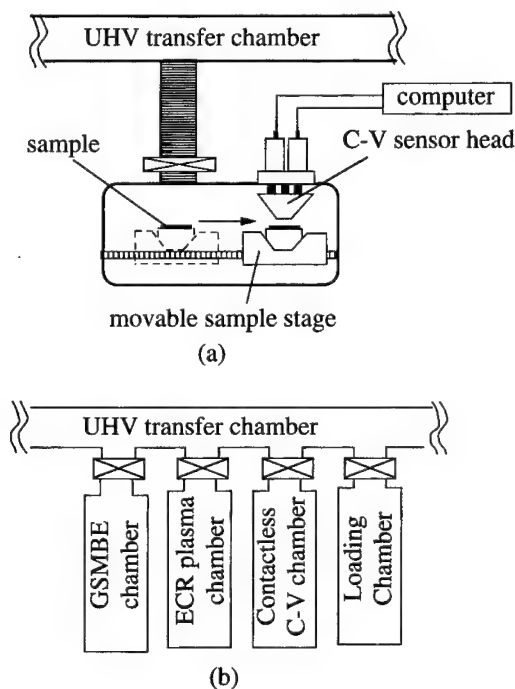 UHV transfer chamber
computer
sample
C-V sensor head
movable sample stage
(a)
UHV transfer chamber
GSMBE
chamber
ECR plasma
chamber
Contactless
C-V chamber
Loading
Chamber
(b)